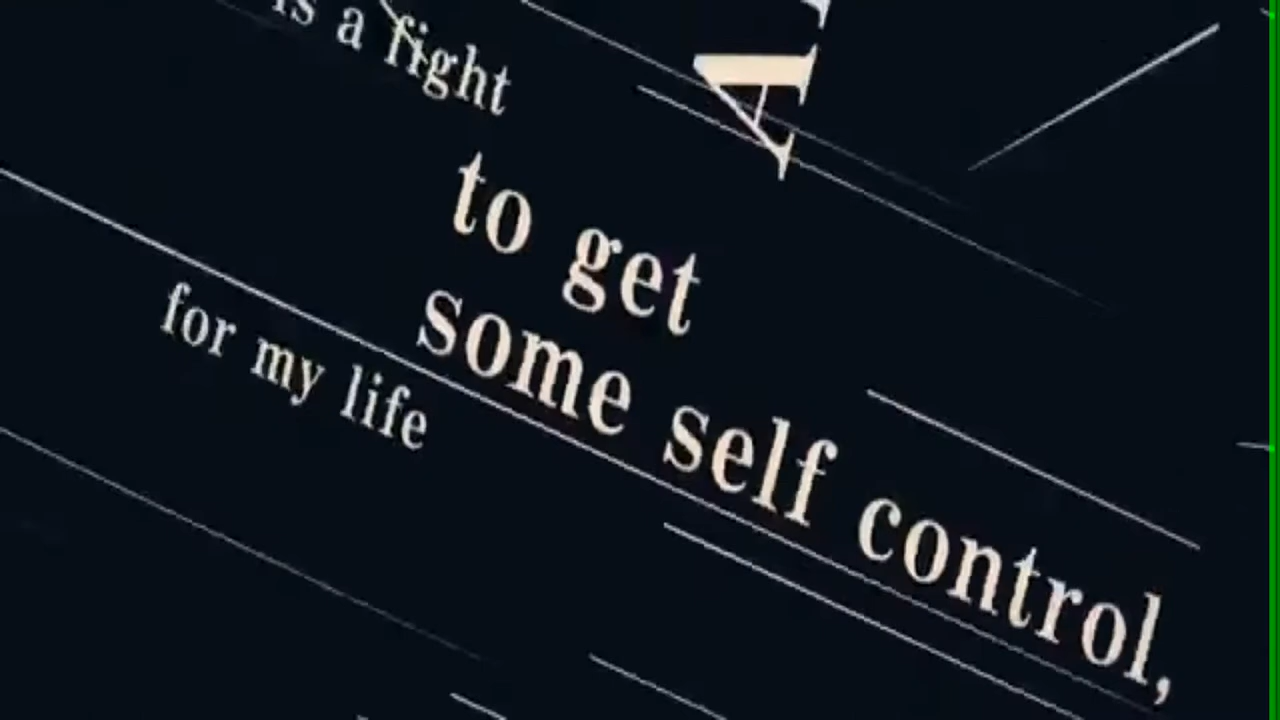 is a fight
A
to get
some self control,
for my life